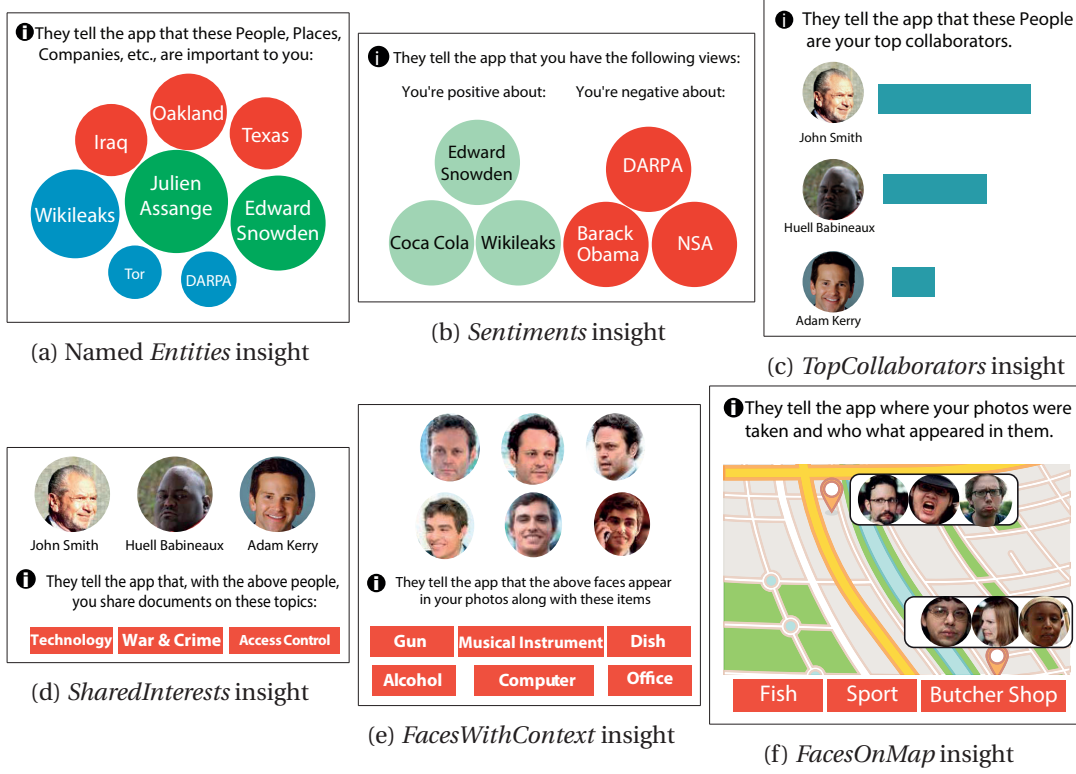 They tell the app that these People, Places,
Companies, etc., are important to you:
Oakland
Iraq
Texas
Julien
Assange
Wikileaks
Edward
Snowden
Tor
DARPA
(a) Named Entities insight
They tell the app that you have the following views:
You're positive about:
You're negative about:
Edward
Snowden
DARPA
Coca Cola
Wikileaks
Barack
Obama
NSA
(b) Sentiments insight
They tell the app that these People
are your top collaborators.
John Smith
Huell Babineaux
Adam Kerry
(c) TopCollaborators insight
John Smith
Huell Babineaux
Adam Kerry
They tell the app that, with the above people,
you share documents on these topics:
Technology
War & Crime
Access Control
(d) SharedInterests insight
They tell the app that the above faces appear
in your photos along with these items
Gun
Musical Instrument
Dish
Alcohol
Computer
Office
(e) FacesWithContext insight
They tell the app where your photos were
taken and who what appeared in them.
Fish
Sport
Butcher Shop
(f) FacesOnMap insight